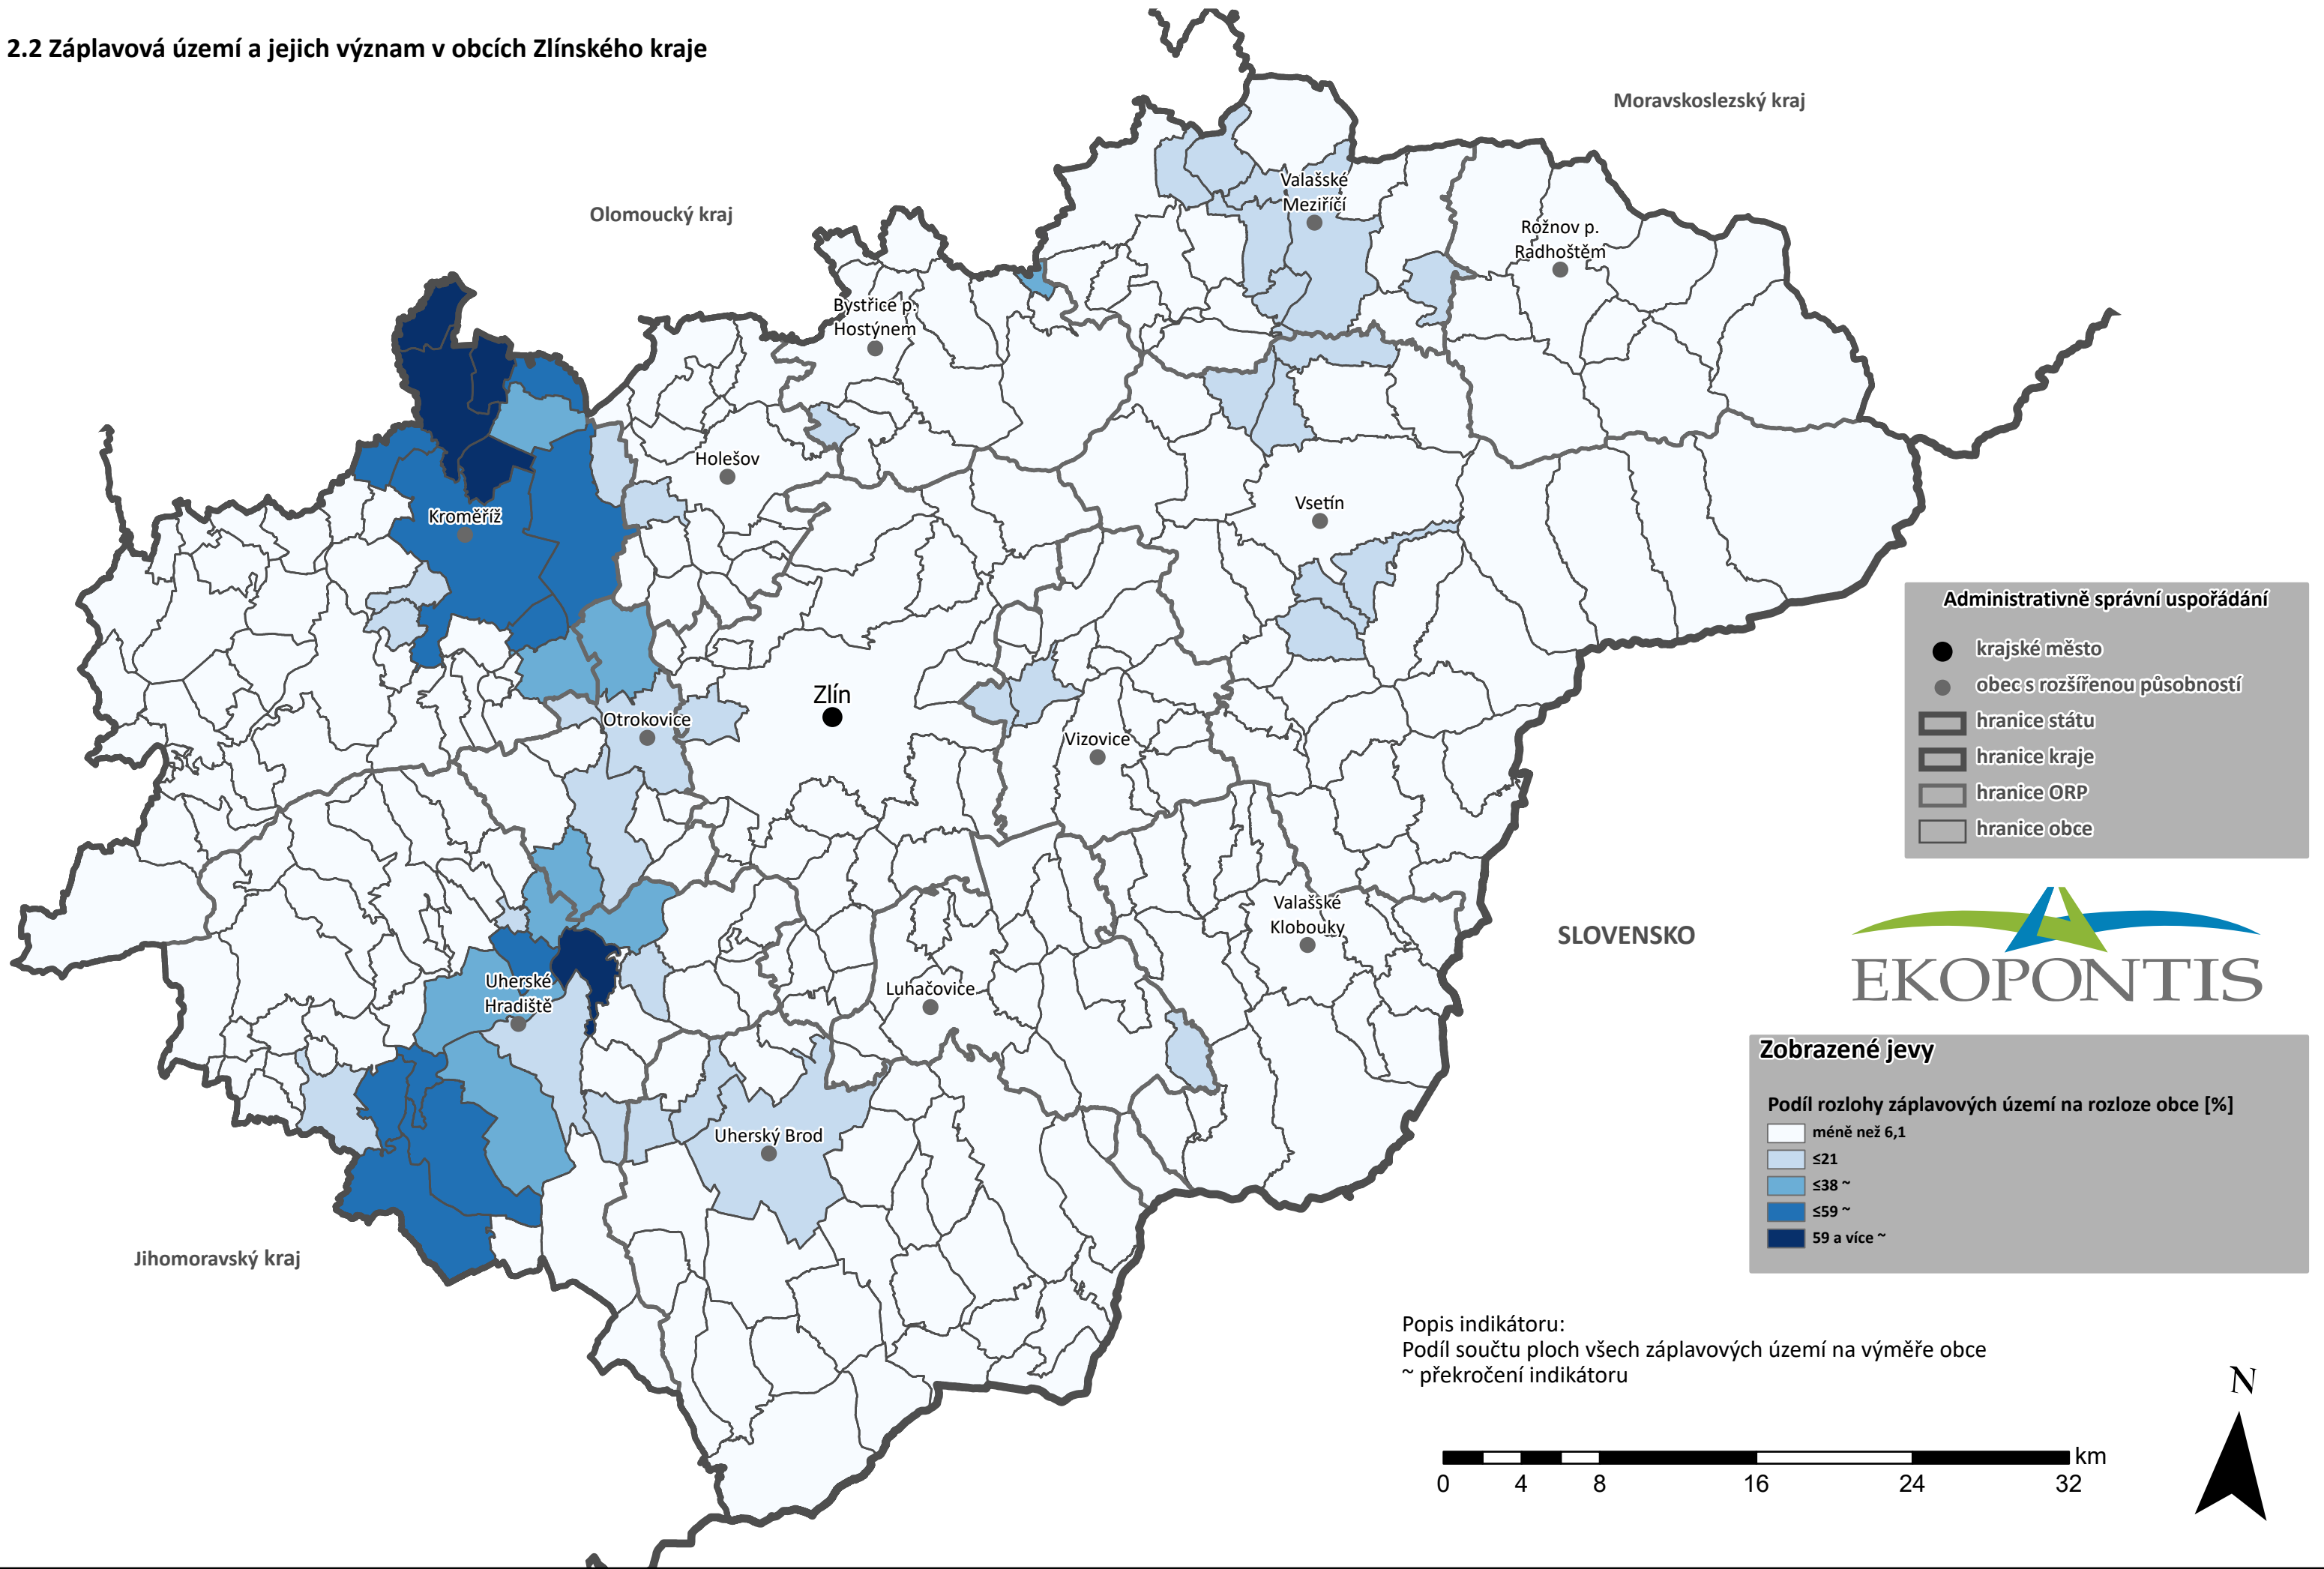 2.2 Záplavová území a jejich význam v obcích Zlínského kraje
Moravskoslezský kraj
Olomoucký kraj
Valašské
Meziříčí
Rožnov p.
Radhoštěm
Bystřice p.
Hostýnem
Holešov
Kroměříž
Vsetín
Zlín
Otrokovice
Vizovice
Valašské
Klobouky
Uherské
Hradiště
Luhačovice
Uherský Brod
SLOVENSKO
Jihomoravský kraj
Administrativně správní uspořádání
krajské město
obec s rozšířenou působností
hranice státu
hranice kraje
hranice ORP
hranice obce
EKOPONTIS
Zobrazené jevy
Podíl rozlohy záplavových území na rozloze obce [%]
méně než 6,1
≤21
≤38 ~
≤59 ~
59 a více ~
Popis indikátoru:
Podíl součtu ploch všech záplavových území na výměře obce
~ překročení indikátoru
N
km
0 4 8 16 24 32